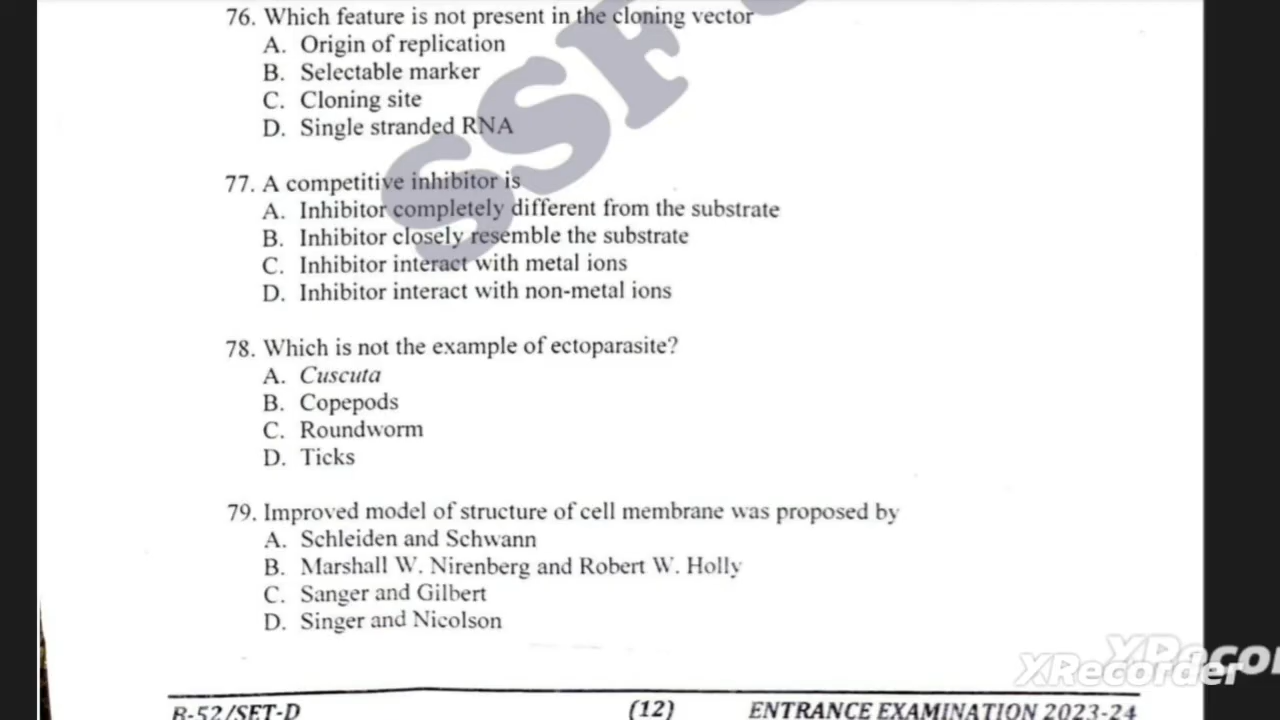 76. Which feature is not present in the cloning vector
A. Origin of replication
B. Selectable marker
C. Cloning site
D. Single stranded RNA
77. A competitive inhibitor is
A. Inhibitor completely different from the substrate
B. Inhibitor closely resemble the substrate
C. Inhibitor interact with metal ions
D. Inhibitor interact with non-metal ions
78. Which is not the example of ectoparasite?
A. Cuscuta
B. Copepods
C. Roundworm
D. Ticks
79. Improved model of structure of cell membrane was proposed by
A. Schleiden and Schwann
B. Marshall W. Nirenberg and Robert W. Holly
C. Sanger and Gilbert
D. Singer and Nicolson
XRecorder
B-52/SET-D (12) ENTRANCE EXAMINATION 2023-24